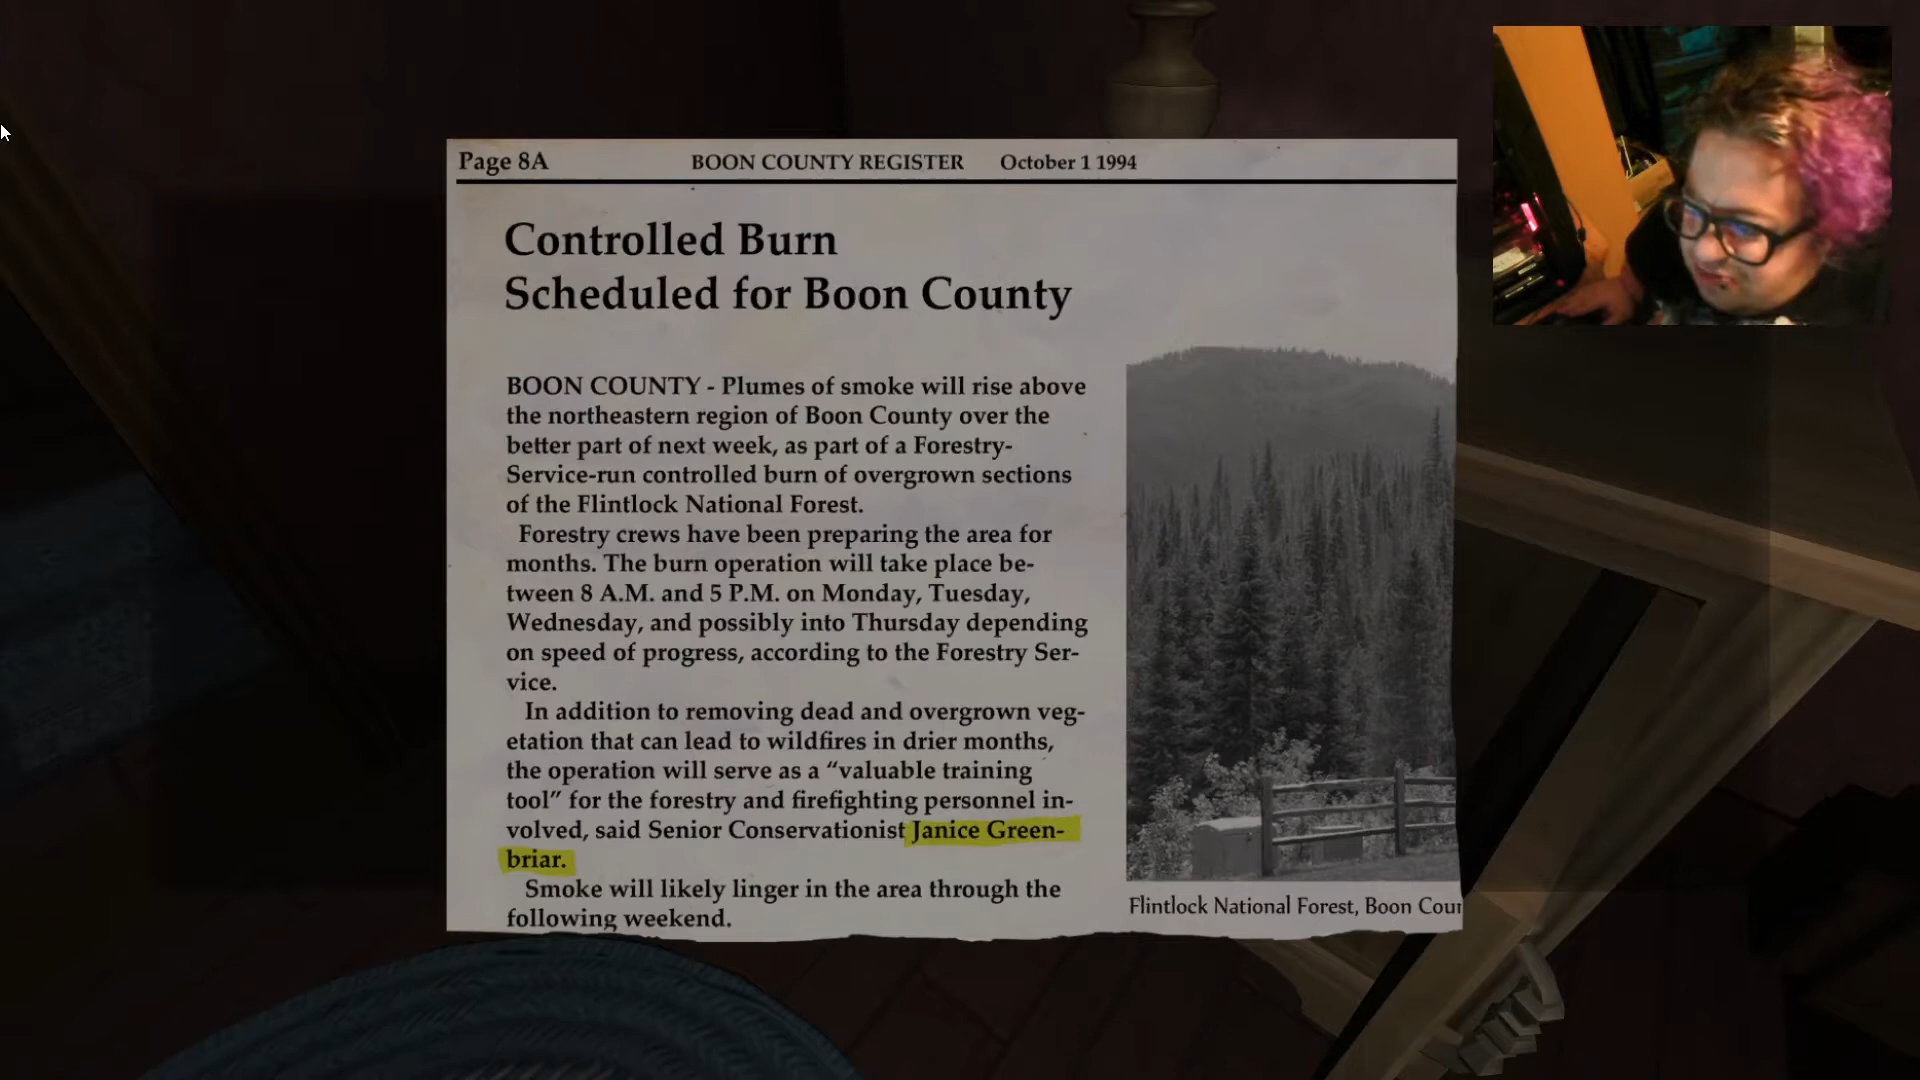 Page 8A BOON COUNTY REGISTER October 1 1994
Controlled Burn
Scheduled for Boon County
BOON COUNTY - Plumes of smoke will rise above
the northeastern region of Boon County over the
better part of next week, as part of a Forestry-
Service-run controlled burn of overgrown sections
of the Flintlock National Forest.
Forestry crews have been preparing the area for
months. The burn operation will take place be-
tween 8 A.M. and 5 P.M. on Monday, Tuesday,
Wednesday, and possibly into Thursday depending
on speed of progress, according to the Forestry Ser-
vice.
In addition to removing dead and overgrown veg-
etation that can lead to wildfires in drier months,
the operation will serve as a “valuable training
tool” for the forestry and firefighting personnel in-
volved, said Senior Conservationist Janice Green-
briar.
Smoke will likely linger in the area through the
following weekend.
Flintlock National Forest, Boon Coun